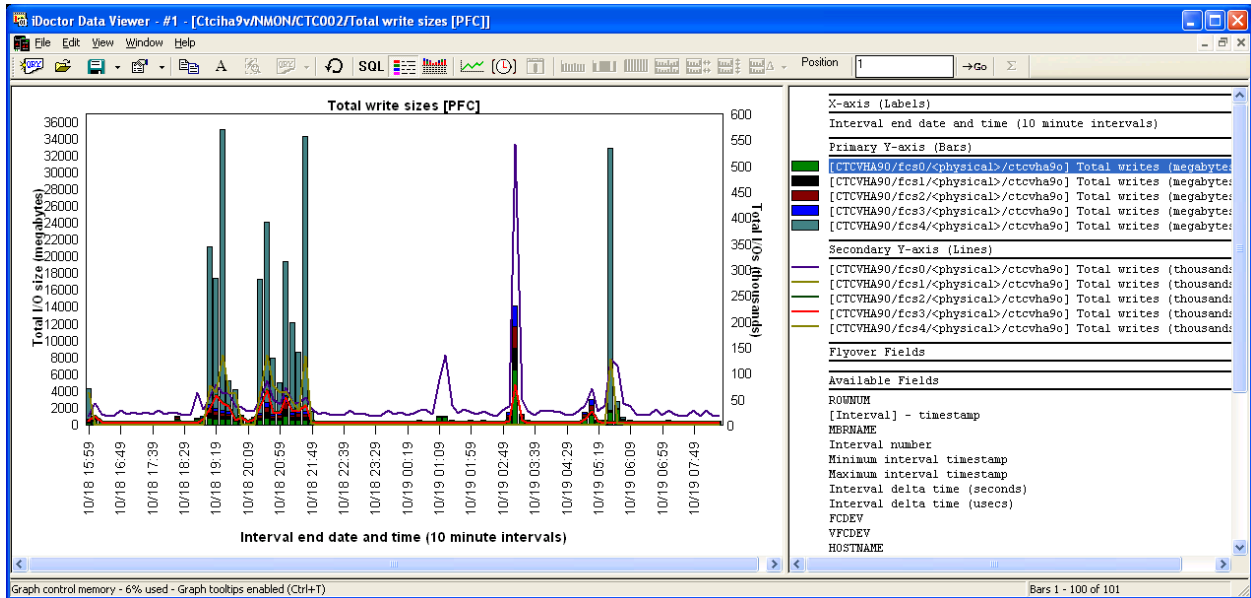 iDoctor Data Viewer - #1 - [Ctciha9v/NMON/CTC002/Total write sizes [PFC]]
File Edit View Window Help
QRY A QRY SQL Position 1 Go Σ
Total write sizes [PFC]
36000
34000
32000
30000
28000
26000
24000
22000
20000
18000
16000
14000
12000
10000
8000
6000
4000
2000
0
Total I/O size (megabytes)
600
550
500
450
400
350
300
250
200
150
100
50
0
Total I/Os (thousands)
10/18 15:59
10/18 16:49
10/18 17:39
10/18 18:29
10/18 19:19
10/18 20:09
10/18 20:59
10/18 21:49
10/18 22:39
10/18 23:29
10/19 00:19
10/19 01:09
10/19 01:59
10/19 02:49
10/19 03:39
10/19 04:29
10/19 05:19
10/19 06:09
10/19 06:59
10/19 07:49
Interval end date and time (10 minute intervals)
X-axis (Labels)
Interval end date and time (10 minute intervals)
Primary Y-axis (Bars)
[CTCVHA90/fcs0/<physical>/ctcvha9o] Total writes (megabytes
[CTCVHA90/fcs1/<physical>/ctcvha9o] Total writes (megabytes
[CTCVHA90/fcs2/<physical>/ctcvha9o] Total writes (megabytes
[CTCVHA90/fcs3/<physical>/ctcvha9o] Total writes (megabytes
[CTCVHA90/fcs4/<physical>/ctcvha9o] Total writes (megabytes
Secondary Y-axis (Lines)
[CTCVHA90/fcs0/<physical>/ctcvha9o] Total writes (thousands
[CTCVHA90/fcs1/<physical>/ctcvha9o] Total writes (thousands
[CTCVHA90/fcs2/<physical>/ctcvha9o] Total writes (thousands
[CTCVHA90/fcs3/<physical>/ctcvha9o] Total writes (thousands
[CTCVHA90/fcs4/<physical>/ctcvha9o] Total writes (thousands
Flyover Fields
Available Fields
ROWNUM
[Interval] - timestamp
MBRNAME
Interval number
Minimum interval timestamp
Maximum interval timestamp
Interval delta time (seconds)
Interval delta time (usecs)
FCDEV
VFCDEV
HOSTNAME
Graph control memory - 6% used - Graph tooltips enabled (Ctrl+T)
Bars 1 - 100 of 101